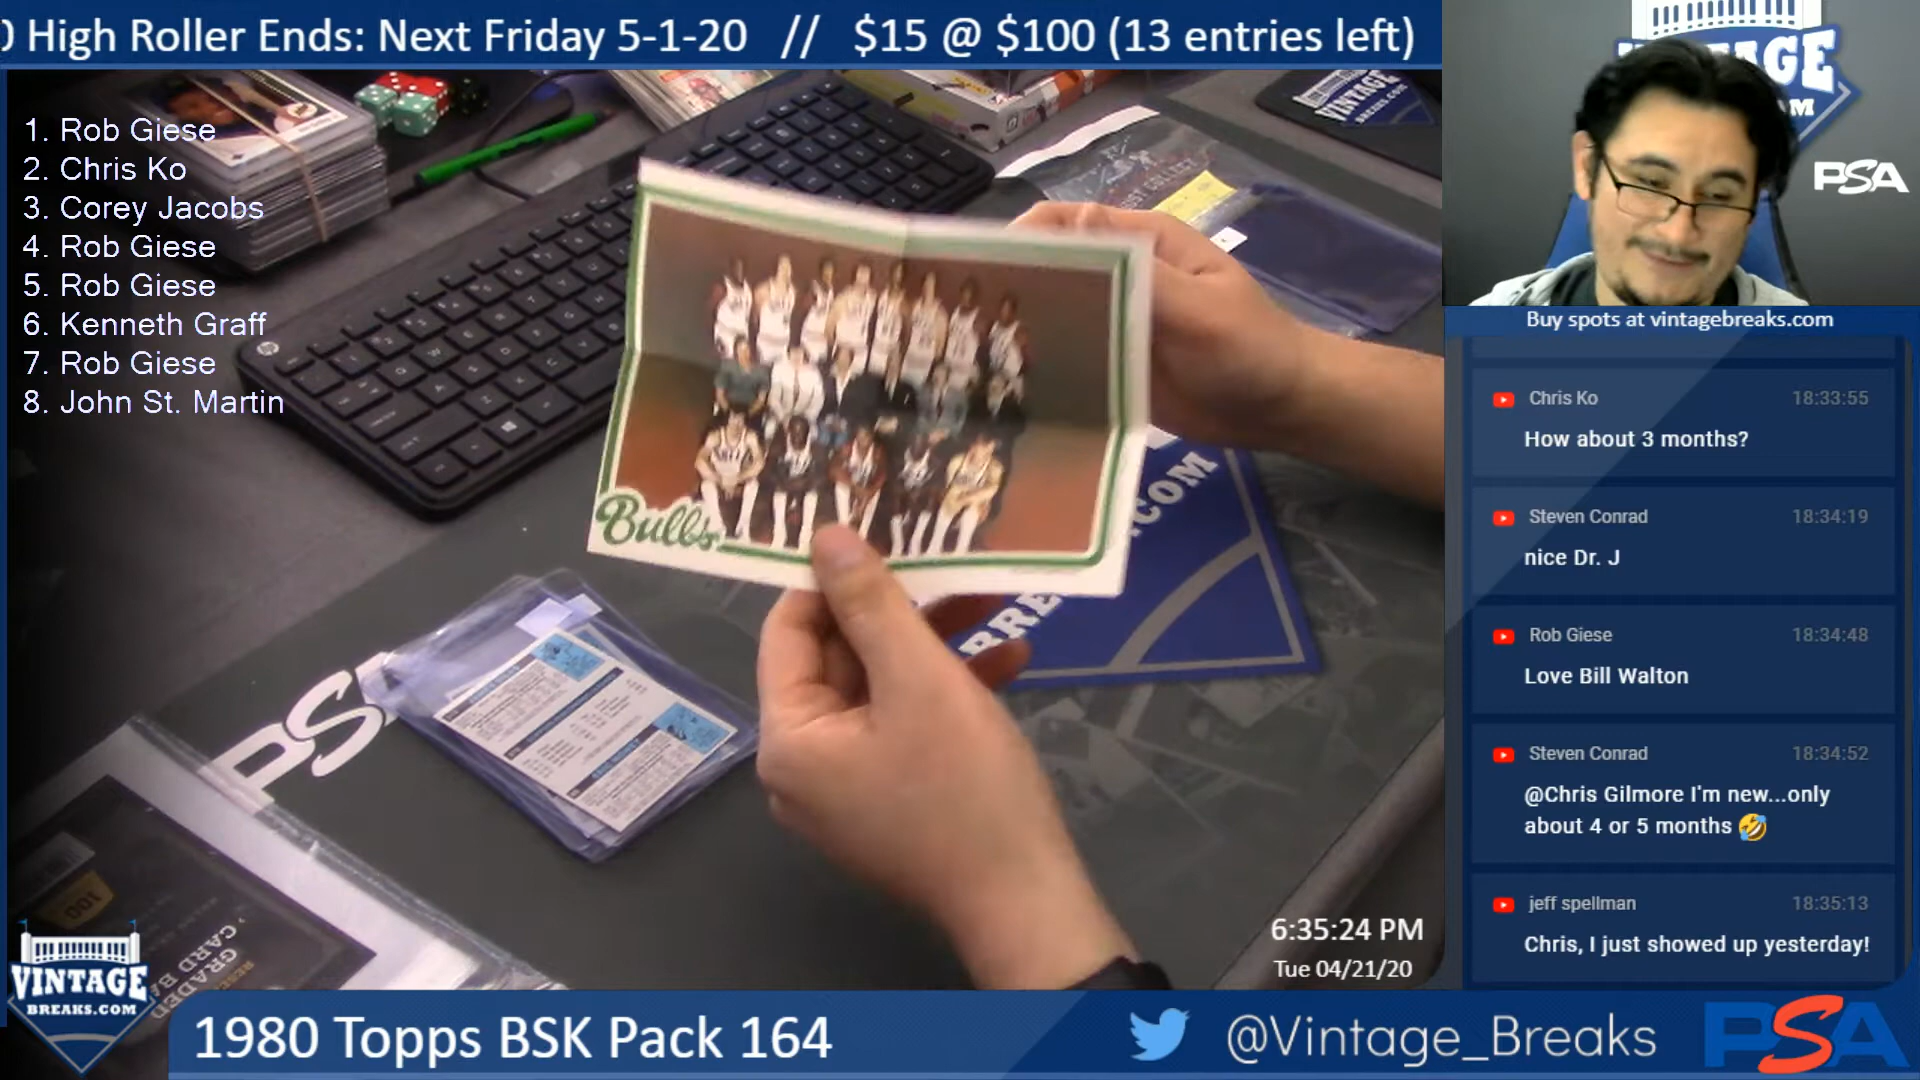 High Roller Ends: Next Friday 5-1-20 // $15 @ $100 (13 entries left)
1. Rob Giese
2. Chris Ko
3. Corey Jacobs
4. Rob Giese
5. Rob Giese
6. Kenneth Graff
7. Rob Giese
8. John St. Martin
Bulls
PSA
Buy spots at vintagebreaks.com
Chris Ko 18:33:55
How about 3 months?
Steven Conrad 18:34:19
nice Dr. J
Rob Giese 18:34:48
Love Bill Walton
Steven Conrad 18:34:52
@Chris Gilmore I'm new...only
about 4 or 5 months 🤣
jeff spellman 18:35:13
Chris, I just showed up yesterday!
6:35:24 PM
Tue 04/21/20
VINTAGE
BREAKS.COM
1980 Topps BSK Pack 164
@Vintage_Breaks
PSA